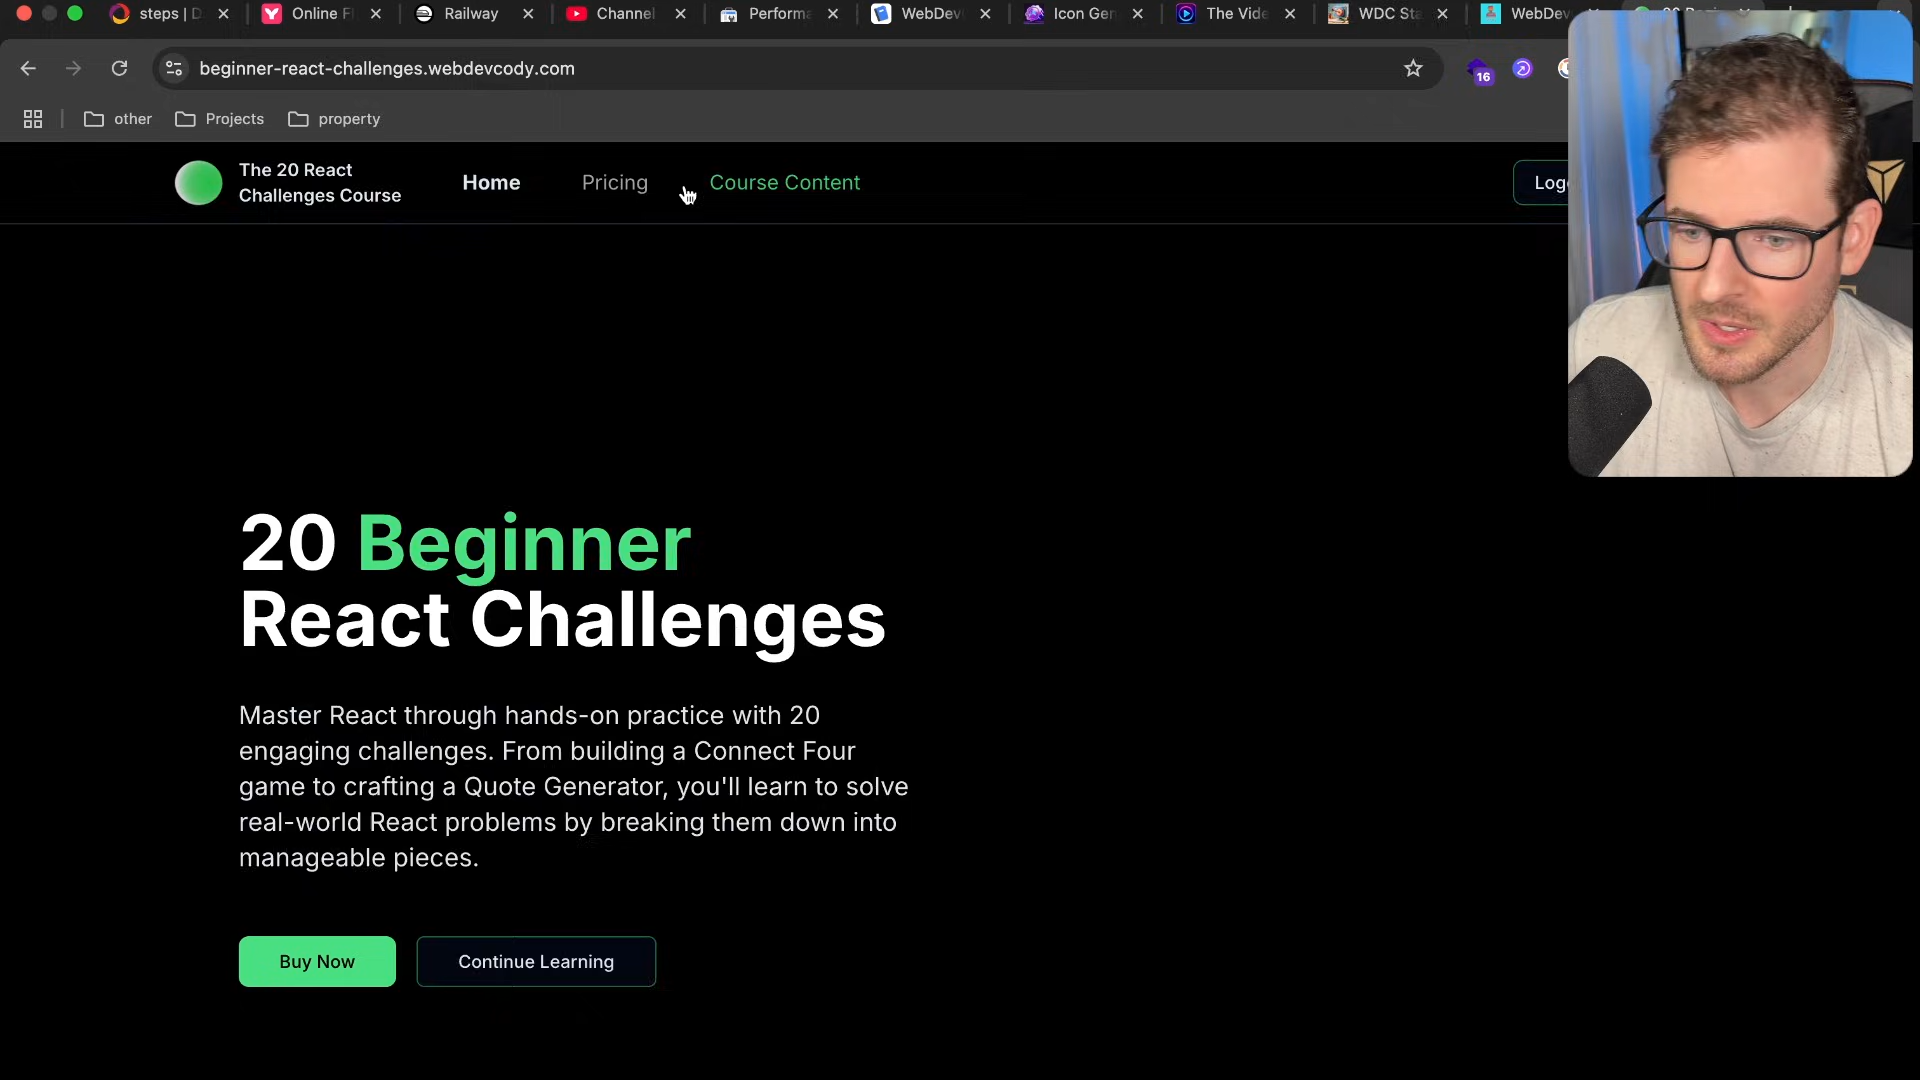 steps | D
Online F
Railway
Channel
Performa
WebDev
Icon Gen
The Vide
WDC Sta
WebDev
beginner-react-challenges.webdevcody.com
16
other
Projects
property
The 20 React
Challenges Course
Home
Pricing
Course Content
Log
20 Beginner
React Challenges
Master React through hands-on practice with 20
engaging challenges. From building a Connect Four
game to crafting a Quote Generator, you'll learn to solve
real-world React problems by breaking them down into
manageable pieces.
Buy Now
Continue Learning